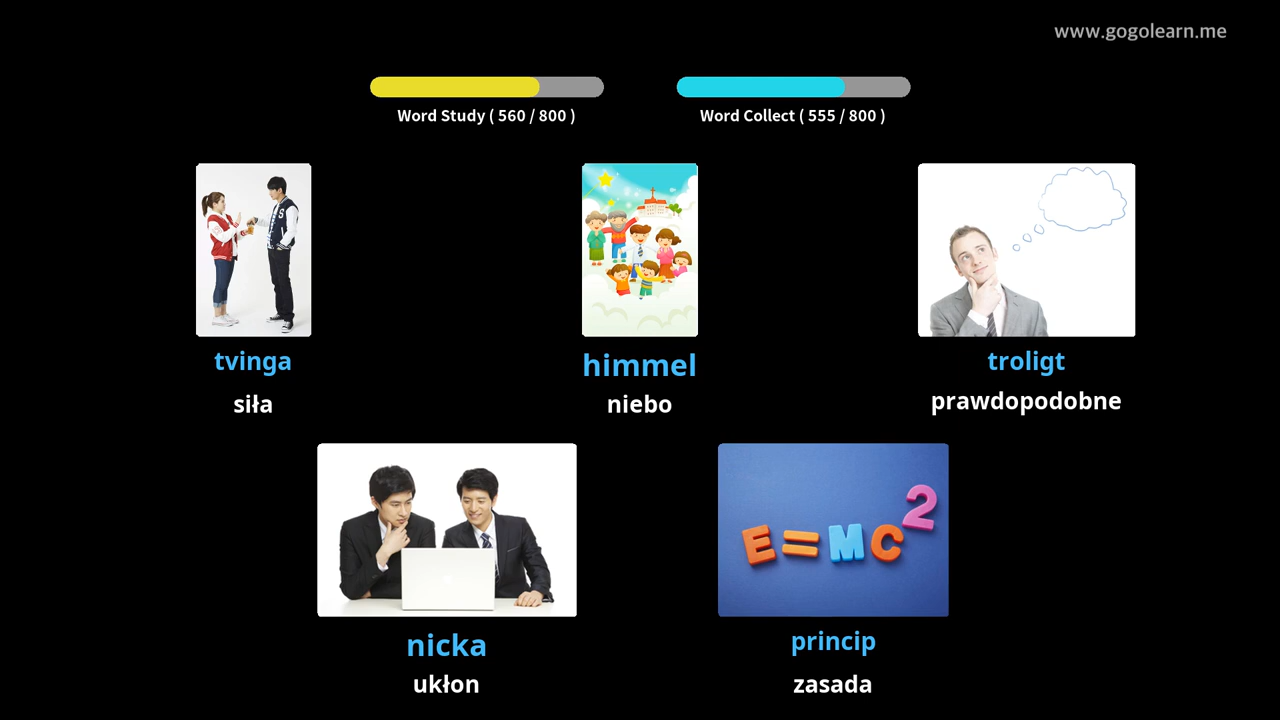 www.gogolearn.me
Word Study ( 560 / 800 )
Word Collect ( 555 / 800 )
S
tvinga
himmel
troligt
siła
niebo
prawdopodobne
E=MC2
nicka
princip
ukłon
zasada